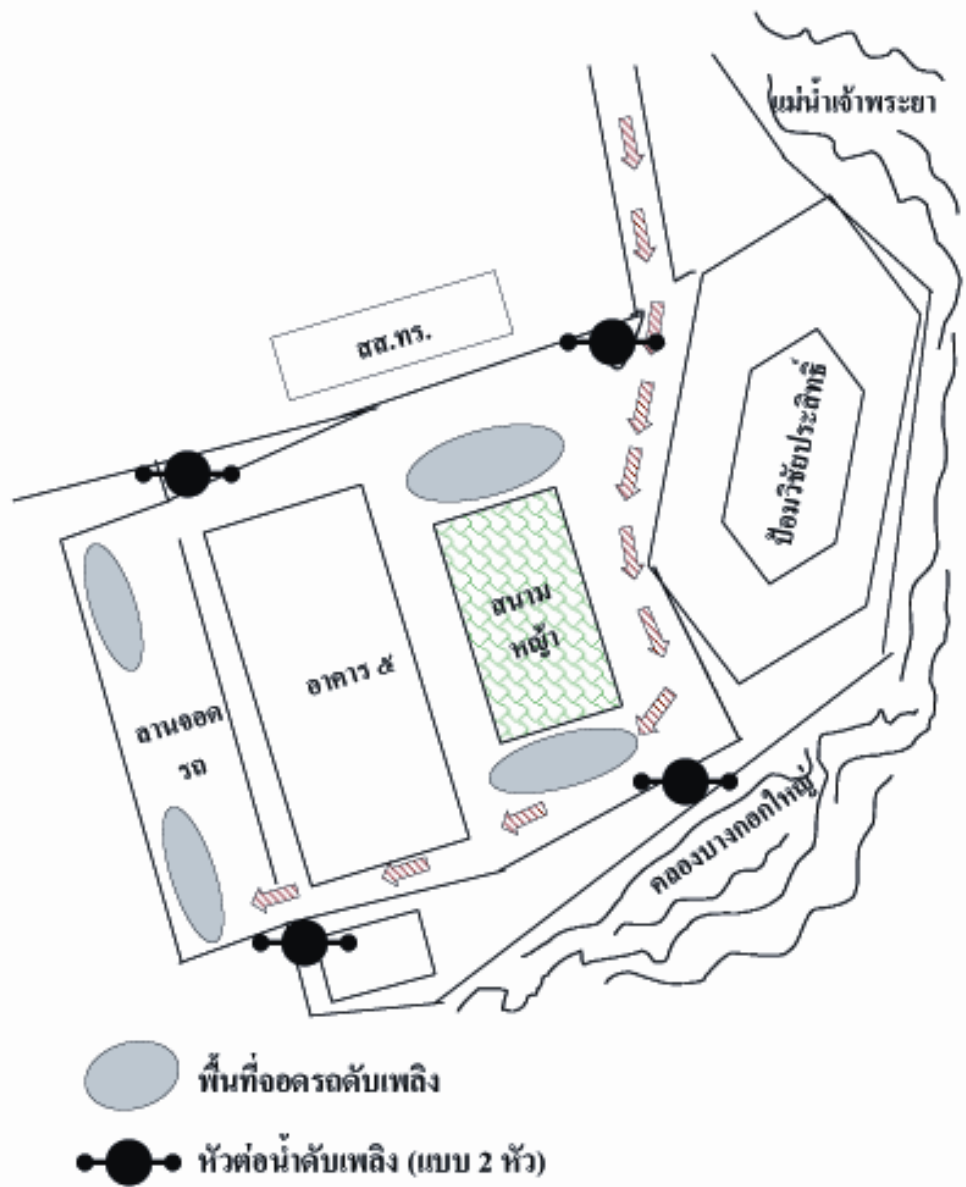 แม่น้ำเจ้าพระยา
สส.ทร.
ป้อมวิชัยประสิทธิ์
สนาม
หญ้า
อาคาร ๕
ลานจอด
รถ
คลองบางกอกใหญ่
พื้นที่จอดรถดับเพลิง
หัวต่อน้ำดับเพลิง (แบบ 2 หัว)